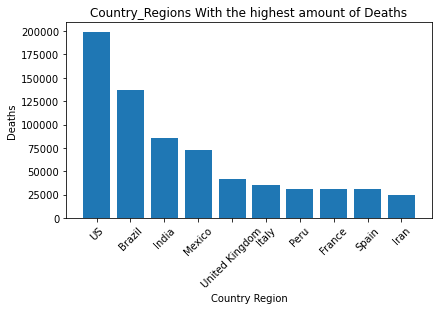 Country_Regions With the highest amount of Deaths
200000
175000
150000
125000
100000
75000
50000
25000
0
Deaths
US
Brazil
India
Mexico
United Kingdom
Italy
Peru
France
Spain
Iran
Country Region